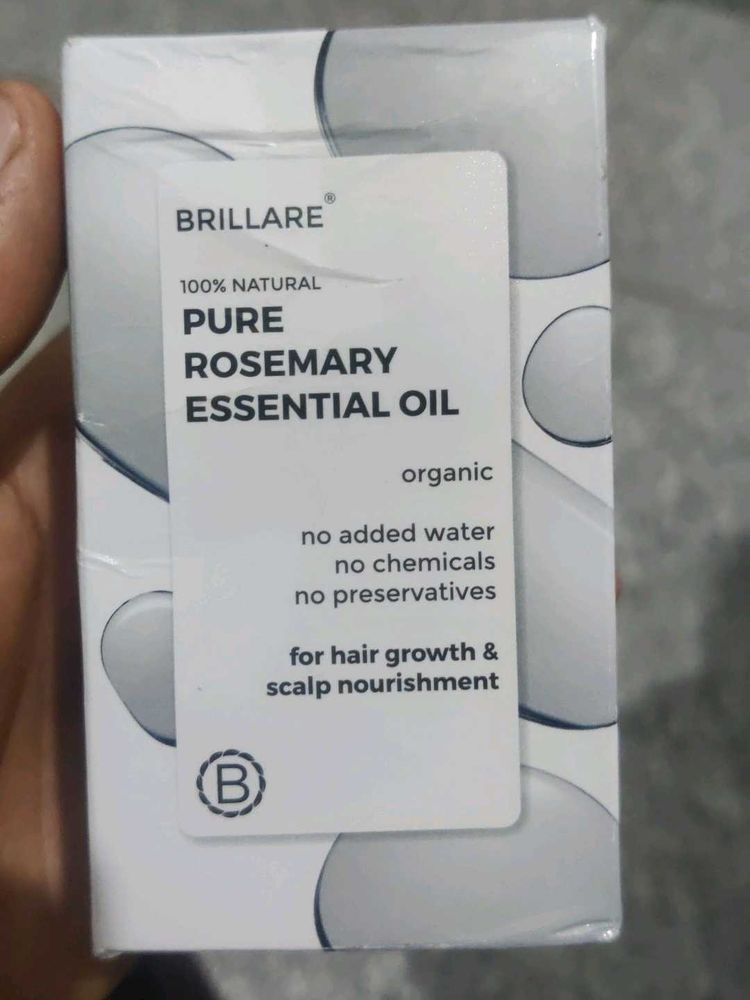 BRILLARE®
100% NATURAL
PURE
ROSEMARY
ESSENTIAL OIL
organic
no added water
no chemicals
no preservatives
for hair growth &
scalp nourishment
B